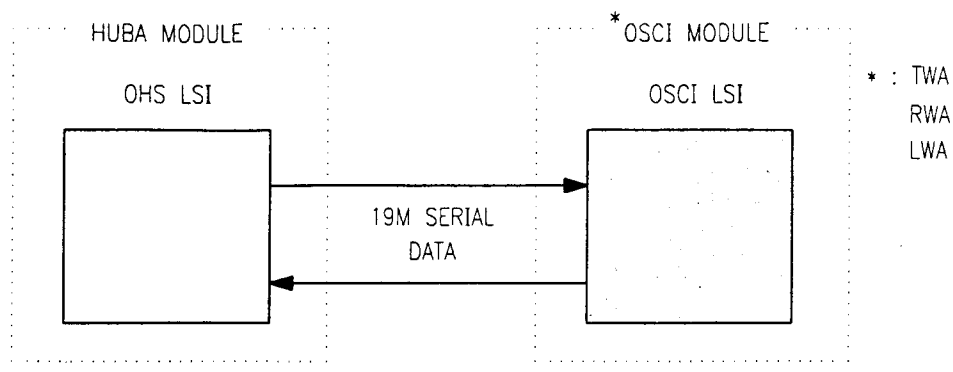 HUBA MODULE
*OSCI MODULE
OHS LSI
OSCI LSI
* : TWA
RWA
LWA
19M SERIAL
DATA